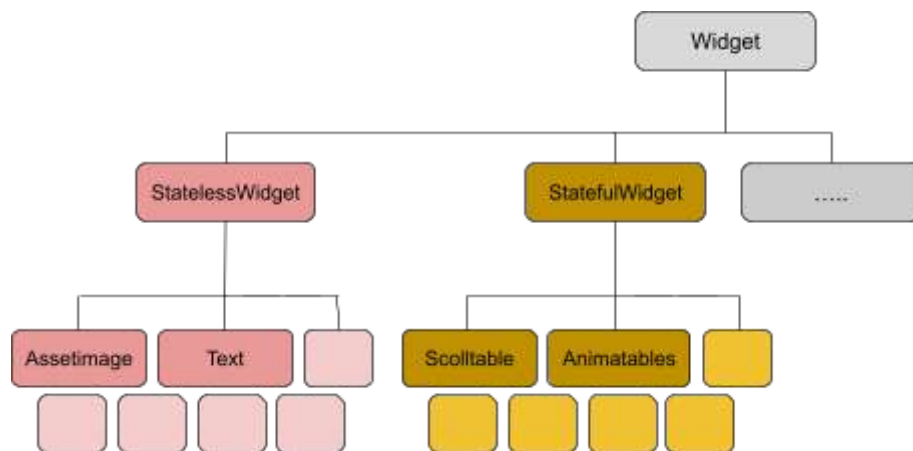 Widget
StatelessWidget
StatefulWidget
.....
Assetimage
Text
Scolltable
Animatables